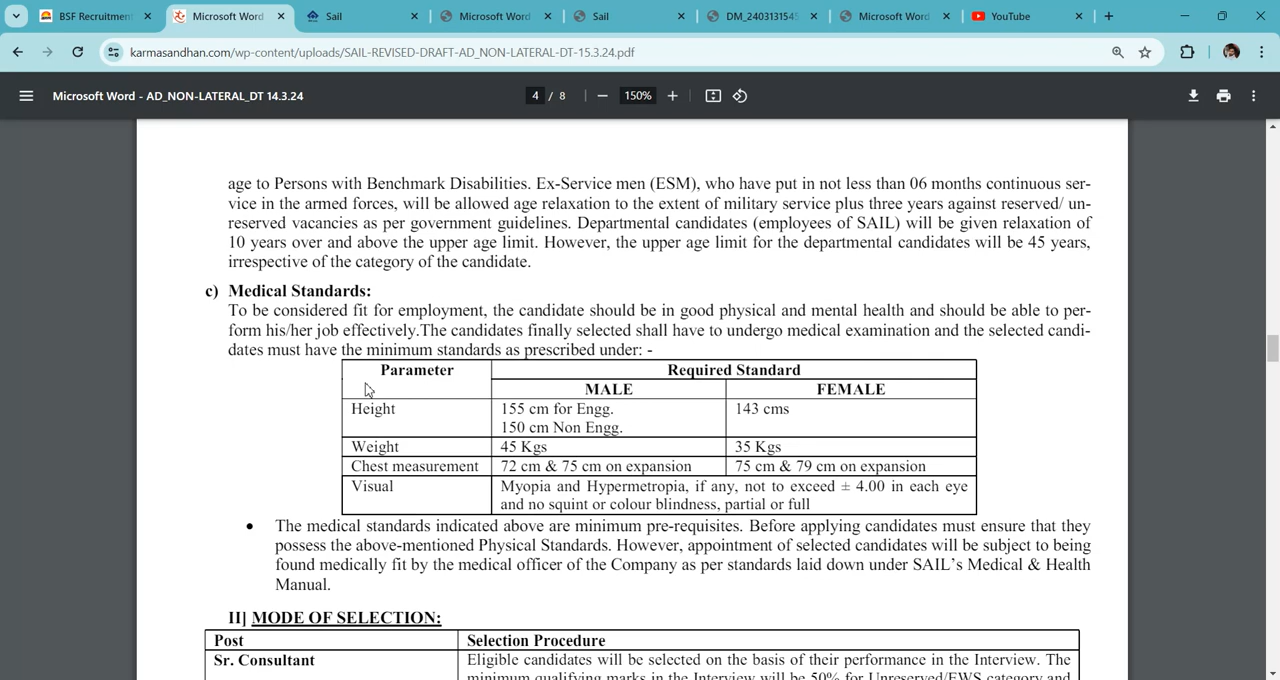 BSF Recruitment
Microsoft Word
Sail
Microsoft Word
Sail
DM_2403131545
Microsoft Word
YouTube
karmasandhan.com/wp-content/uploads/SAIL-REVISED-DRAFT-AD_NON-LATERAL-DT-15.3.24.pdf
Microsoft Word - AD_NON-LATERAL_DT 14.3.24
4 / 8
150%
age to Persons with Benchmark Disabilities. Ex-Service men (ESM), who have put in not less than 06 months continuous ser-
vice in the armed forces, will be allowed age relaxation to the extent of military service plus three years against reserved/ un-
reserved vacancies as per government guidelines. Departmental candidates (employees of SAIL) will be given relaxation of
10 years over and above the upper age limit. However, the upper age limit for the departmental candidates will be 45 years,
irrespective of the category of the candidate.
c) Medical Standards:
To be considered fit for employment, the candidate should be in good physical and mental health and should be able to per-
form his/her job effectively.The candidates finally selected shall have to undergo medical examination and the selected candi-
dates must have the minimum standards as prescribed under: -
Parameter
Required Standard
MALE
FEMALE
Height
155 cm for Engg.
150 cm Non Engg.
143 cms
Weight
45 Kgs
35 Kgs
Chest measurement
72 cm & 75 cm on expansion
75 cm & 79 cm on expansion
Visual
Myopia and Hypermetropia, if any, not to exceed ± 4.00 in each eye
and no squint or colour blindness, partial or full
• The medical standards indicated above are minimum pre-requisites. Before applying candidates must ensure that they
possess the above-mentioned Physical Standards. However, appointment of selected candidates will be subject to being
found medically fit by the medical officer of the Company as per standards laid down under SAIL's Medical & Health
Manual.
II] MODE OF SELECTION:
Post
Selection Procedure
Sr. Consultant
Eligible candidates will be selected on the basis of their performance in the Interview. The
minimum qualifying marks in the Interview will be 50% for Unreserved/EWS category and